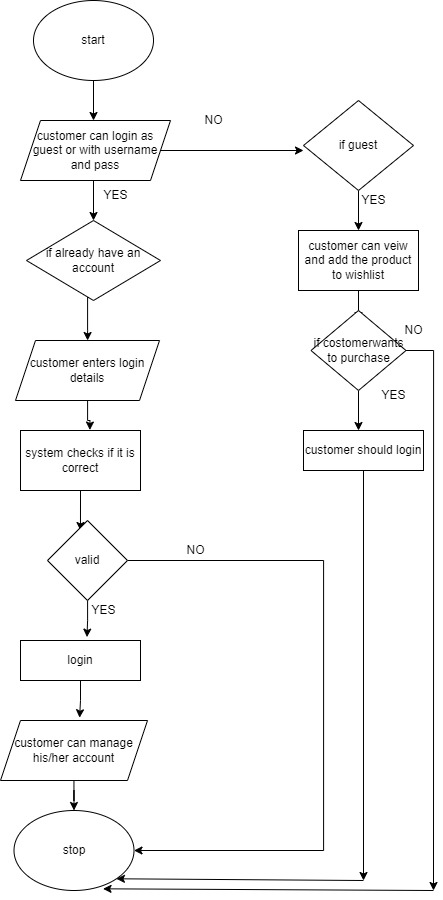 start
customer can login as
guest or with username
and pass
NO
if guest
YES
YES
if already have an
account
customer can veiw
and add the product
to wishlist
if costomerwants
to purchase
NO
customer enters login
details
YES
system checks if it is
correct
customer should login
valid
NO
YES
login
customer can manage
his/her account
stop